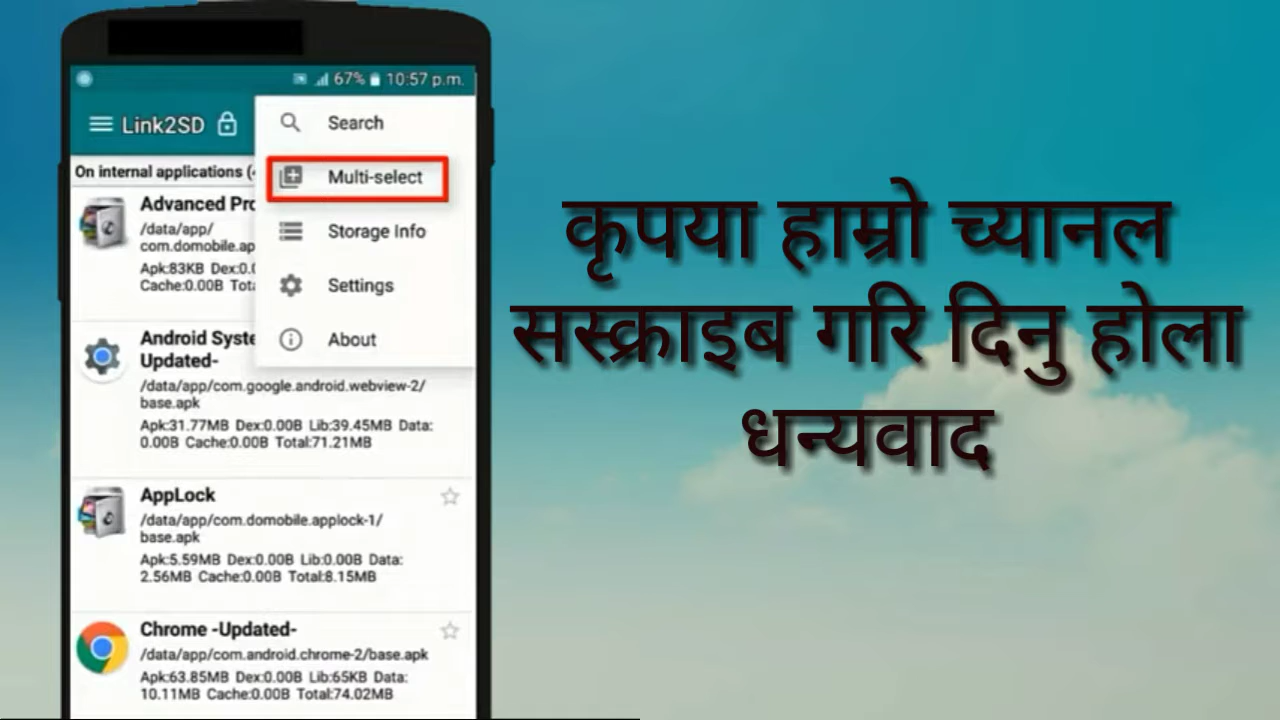 67% 10:57 p.m.
Link2SD
Search
Multi-select
Storage Info
Settings
About
On internal applications (
Advanced Pro
/data/app/
com.domobile.ap
Apk:83KB Dex:0.0
Cache:0.00B Tota
Android Syste
Updated-
/data/app/com.google.android.webview-2/
base.apk
Apk:31.77MB Dex:0.00B Lib:39.45MB Data:
0.00B Cache:0.00B Total:71.21MB
AppLock
/data/app/com.domobile.applock-1/
base.apk
Apk:5.59MB Dex:0.00B Lib:0.00B Data:
2.56MB Cache:0.00B Total:8.15MB
Chrome -Updated-
/data/app/com.android.chrome-2/base.apk
Apk:63.85MB Dex:0.00B Lib:65KB Data:
10.11MB Cache:0.00B Total:74.02MB
कृपया हाम्रो च्यानल
सस्क्राइब गरि दिनु होला
धन्यवाद